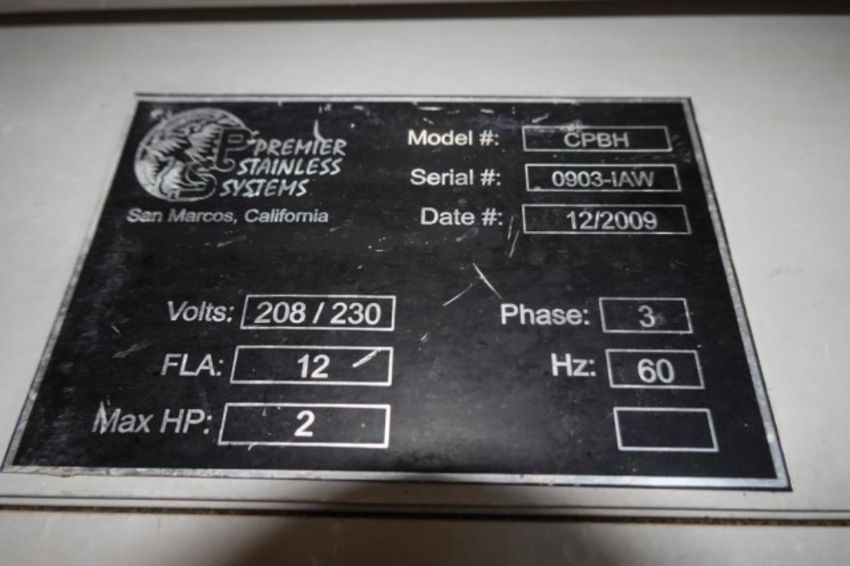 PREMIER
STAINLESS
SYSTEMS
San Marcos, California
Model #: CPBH
Serial #: 0903-IAW
Date #: 12/2009
Volts: 208 / 230
Phase: 3
FLA: 12
Hz: 60
Max HP: 2